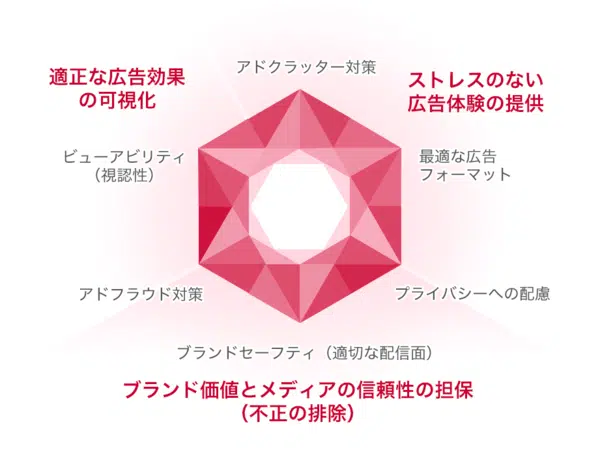 アドクラッター対策
適正な広告効果
の可視化
ストレスのない
広告体験の提供
ビューアビリティ
（視認性）
最適な広告
フォーマット
アドフラウド対策
プライバシーへの配慮
ブランドセーフティ（適切な配信面）
ブランド価値とメディアの信頼性の担保
（不正の排除）